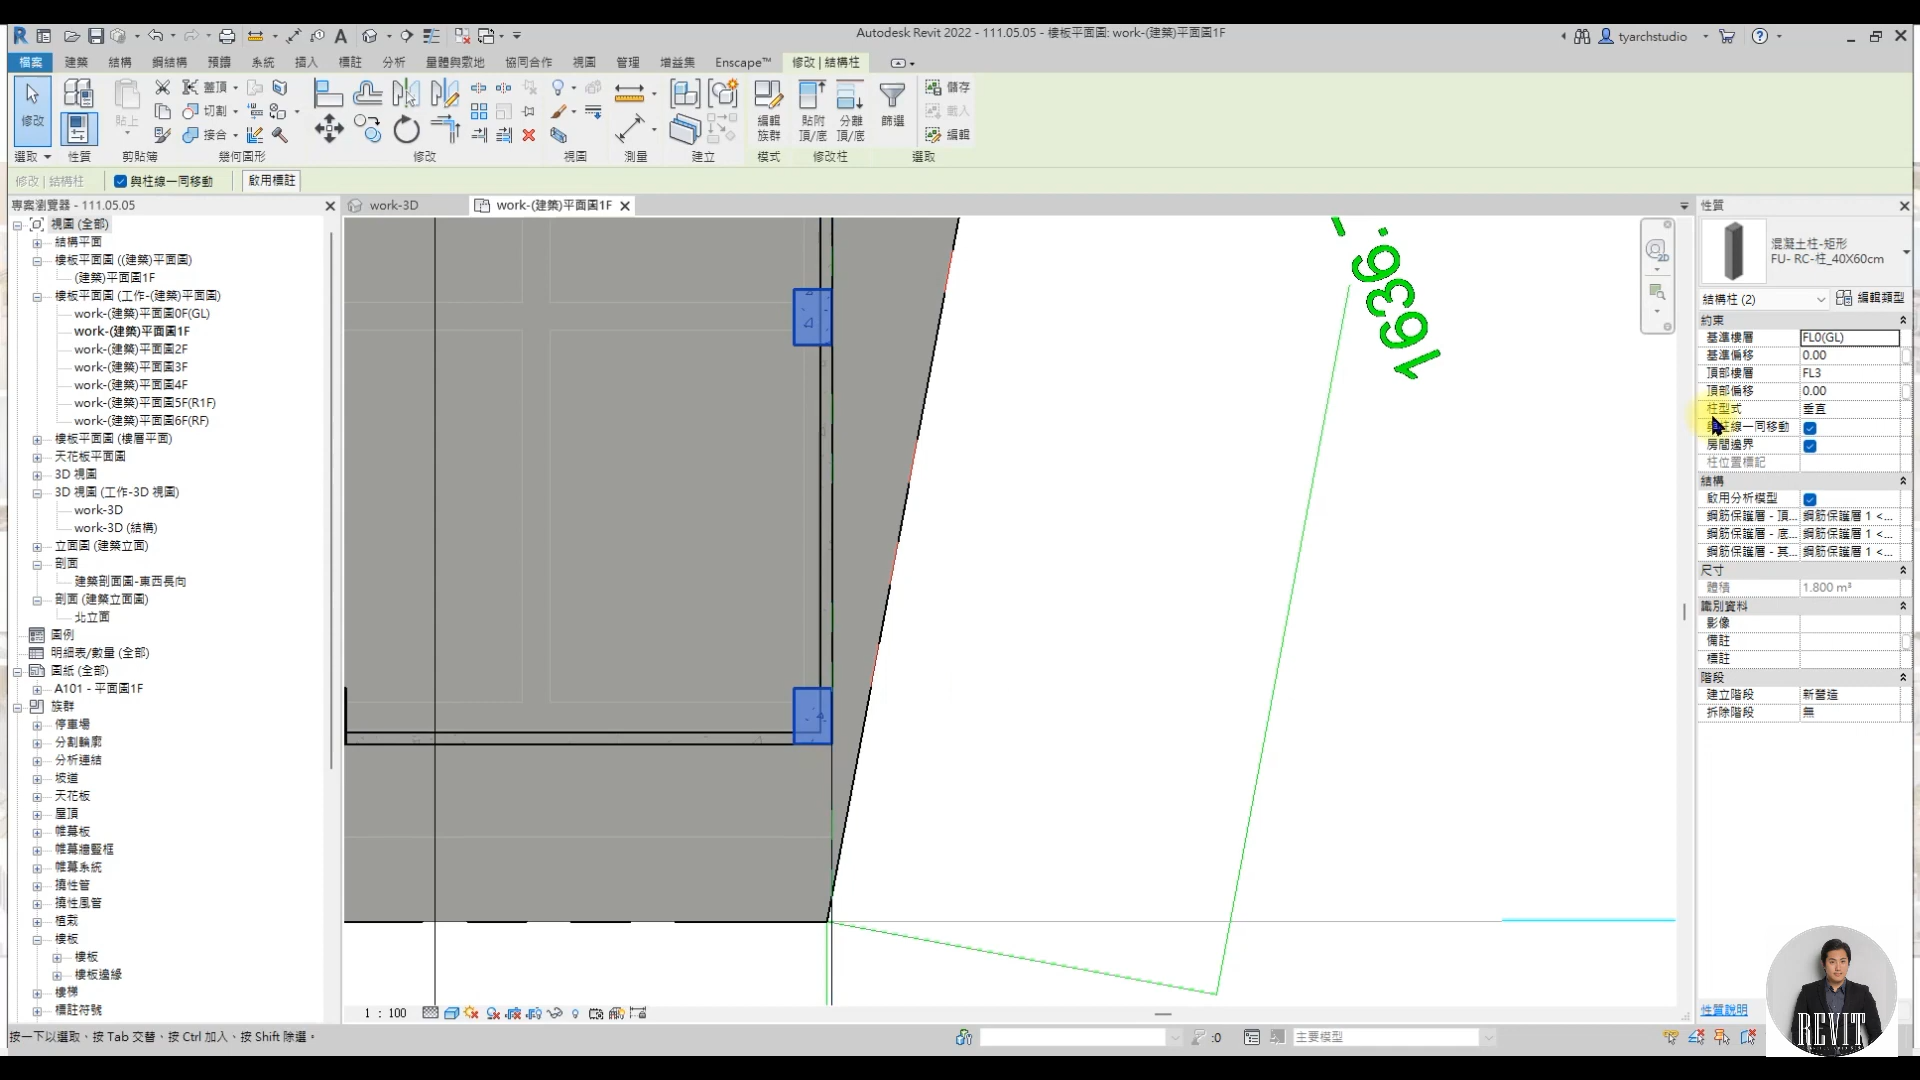 Autodesk Revit 2022 - 111.05.05 - 樓板平面圖: work-(建築)平面圖1F
tyarchstudio
檔案 建築 結構 鋼結構 預鑄 系統 插入 標註 分析 量體與敷地 協同合作 視圖 管理 增益集 Enscape™ 修改 | 結構柱
修改
貼上
蓋頂
切割
接合
編輯
族群
貼附
頂/底
分離
頂/底
篩選
儲存
載入
編輯
選取 性質 剪貼簿 幾何圖形 修改 視圖 測量 建立 模式 修改柱 選取
修改 | 結構柱 與柱線一同移動 啟用標註
專案瀏覽器 - 111.05.05
work-3D
work-(建築)平面圖1F
視圖 (全部)
結構平面
樓板平面圖 ((建築)平面圖)
(建築)平面圖1F
樓板平面圖 (工作-(建築)平面圖)
work-(建築)平面圖0F(GL)
work-(建築)平面圖1F
work-(建築)平面圖2F
work-(建築)平面圖3F
work-(建築)平面圖4F
work-(建築)平面圖5F(R1F)
work-(建築)平面圖6F(RF)
樓板平面圖 (樓層平面)
天花板平面圖
3D 視圖
3D 視圖 (工作-3D 視圖)
work-3D
work-3D (結構)
立面圖 (建築立面)
剖面
建築剖面圖-東西長向
剖面 (建築立面圖)
北立面
圖例
明細表/數量 (全部)
圖紙 (全部)
A101 - 平面圖1F
族群
停車場
分割輪廓
分析連結
坡道
天花板
屋頂
帷幕板
帷幕牆豎框
帷幕系統
撓性管
撓性風管
植栽
樓板
樓板
樓板邊緣
樓梯
標註符號
1636.
2D
性質
混凝土柱-矩形
FU- RC-柱_40X60cm
結構柱 (2)
編輯類型
約束
基準樓層 FL0(GL)
基準偏移 0.00
頂部樓層 FL3
頂部偏移 0.00
柱型式 垂直
與柱線一同移動
房間邊界
柱位置標記
結構
啟用分析模型
鋼筋保護層 - 頂... 鋼筋保護層 1 <...
鋼筋保護層 - 底... 鋼筋保護層 1 <...
鋼筋保護層 - 其... 鋼筋保護層 1 <...
尺寸
體積 1.800 m³
識別資料
影像
備註
標註
階段
建立階段 新營造
拆除階段 無
性質說明
1 : 100
按一下以選取、按 Tab 交替、按 Ctrl 加入、按 Shift 除選。
:0
主要模型
REVIT